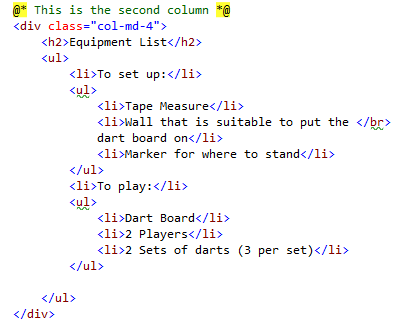 @* This is the second column *@
<div class="col-md-4">
    <h2>Equipment List</h2>
    <ul>
        <li>To set up:</li>
        <ul>
            <li>Tape Measure</li>
            <li>Wall that is suitable to put the </br>
            dart board on</li>
            <li>Marker for where to stand</li>
        </ul>
        <li>To play:</li>
        <ul>
            <li>Dart Board</li>
            <li>2 Players</li>
            <li>2 Sets of darts (3 per set)</li>
        </ul>

    </ul>
</div>